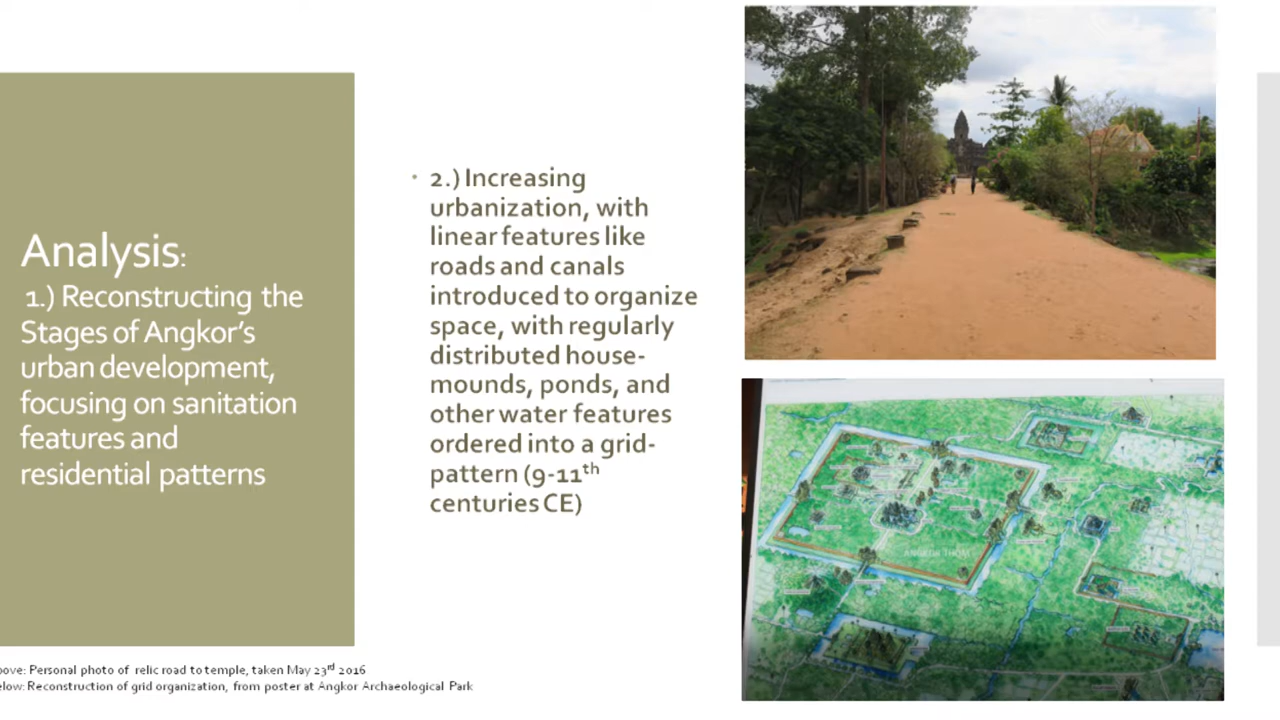 Analysis:
1.) Reconstructing the
Stages of Angkor's
urban development,
focusing on sanitation
features and
residential patterns
• 2.) Increasing
urbanization, with
linear features like
roads and canals
introduced to organize
space, with regularly
distributed house-
mounds, ponds, and
other water features
ordered into a grid-
pattern (9-11th
centuries CE)
ANGKOR THOM
bove: Personal photo of relic road to temple, taken May 23rd 2016
elow: Reconstruction of grid organization, from poster at Angkor Archaeological Park